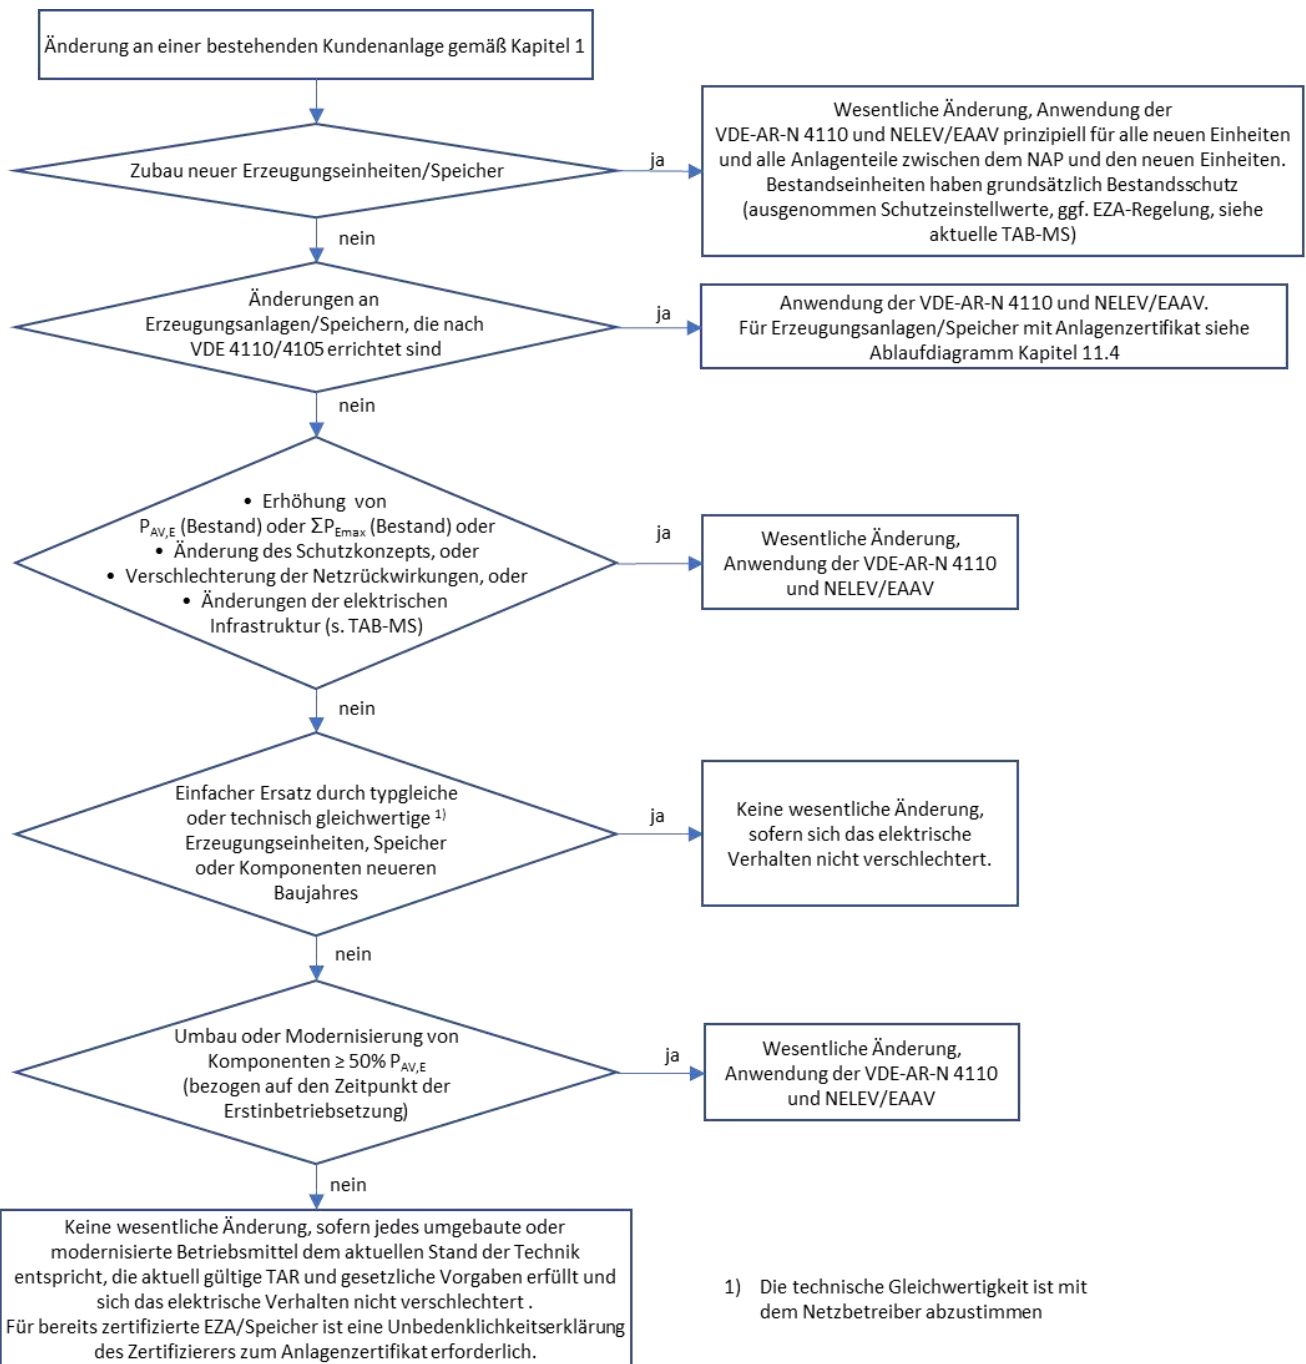 Änderung an einer bestehenden Kundenanlage gemäß Kapitel 1
Zubau neuer Erzeugungseinheiten/Speicher
ja
Wesentliche Änderung, Anwendung der
VDE-AR-N 4110 und NELEV/EAAV prinzipiell für alle neuen Einheiten
und alle Anlagenteile zwischen dem NAP und den neuen Einheiten.
Bestandseinheiten haben grundsätzlich Bestandsschutz
(ausgenommen Schutzeinstellwerte, ggf. EZA-Regelung, siehe
aktuelle TAB-MS)
nein
Änderungen an
Erzeugungsanlagen/Speichern, die nach
VDE 4110/4105 errichtet sind
ja
Anwendung der VDE-AR-N 4110 und NELEV/EAAV.
Für Erzeugungsanlagen/Speicher mit Anlagenzertifikat siehe
Ablaufdiagramm Kapitel 11.4
nein
• Erhöhung von
P_AV,E (Bestand) oder ΣP_Emax (Bestand) oder
• Änderung des Schutzkonzepts, oder
• Verschlechterung der Netzrückwirkungen, oder
• Änderungen der elektrischen
Infrastruktur (s. TAB-MS)
ja
Wesentliche Änderung,
Anwendung der VDE-AR-N 4110
und NELEV/EAAV
nein
Einfacher Ersatz durch typgleiche
oder technisch gleichwertige 1)
Erzeugungseinheiten, Speicher
oder Komponenten neueren
Baujahres
ja
Keine wesentliche Änderung,
sofern sich das elektrische
Verhalten nicht verschlechtert.
nein
Umbau oder Modernisierung von
Komponenten ≥ 50% P_AV,E
(bezogen auf den Zeitpunkt der
Erstinbetriebsetzung)
ja
Wesentliche Änderung,
Anwendung der VDE-AR-N 4110
und NELEV/EAAV
nein
Keine wesentliche Änderung, sofern jedes umgebaute oder
modernisierte Betriebsmittel dem aktuellen Stand der Technik
entspricht, die aktuell gültige TAR und gesetzliche Vorgaben erfüllt und
sich das elektrische Verhalten nicht verschlechtert .
Für bereits zertifizierte EZA/Speicher ist eine Unbedenklichkeitserklärung
des Zertifizierers zum Anlagenzertifikat erforderlich.
1) Die technische Gleichwertigkeit ist mit
dem Netzbetreiber abzustimmen